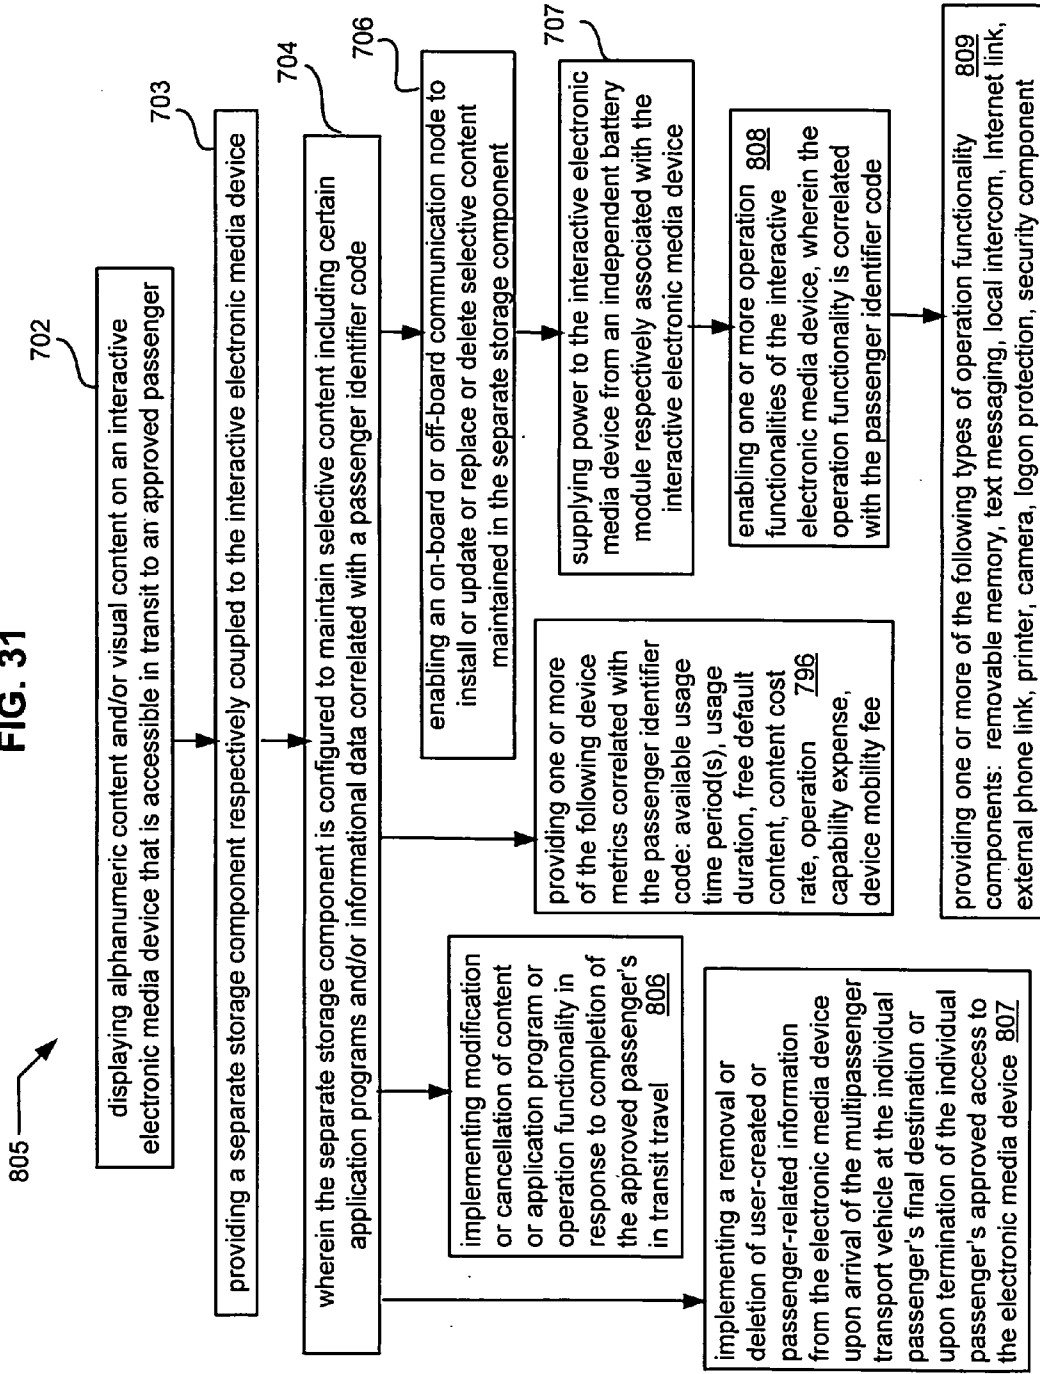 FIG. 31
805
702
displaying alphanumeric content and/or visual content on an interactive
electronic media device that is accessible in transit to an approved passenger
703
providing a separate storage component respectively coupled to the interactive electronic media device
704
wherein the separate storage component is configured to maintain selective content including certain
application programs and/or informational data correlated with a passenger identifier code
706
enabling an on-board or off-board communication node to
install or update or replace or delete selective content
maintained in the separate storage component
707
supplying power to the interactive electronic
media device from an independent battery
module respectively associated with the
interactive electronic media device
enabling one or more operation
functionalities of the interactive 808
electronic media device, wherein the
operation functionality is correlated
with the passenger identifier code
providing one or more of the following types of operation functionality 809
components: removable memory, text messaging, local intercom, Internet link,
external phone link, printer, camera, logon protection, security component
providing one or more
of the following device
metrics correlated with
the passenger identifier
code: available usage
time period(s), usage
duration, free default
content, content cost
rate, operation 796
capability expense,
device mobility fee
implementing modification
or cancellation of content
or application program or
operation functionality in
response to completion of
the approved passenger's 806
in transit travel
implementing a removal or
deletion of user-created or
passenger-related information
from the electronic media device
upon arrival of the multipassenger
transport vehicle at the individual
passenger's final destination or
upon termination of the individual
passenger's approved access to
the electronic media device 807